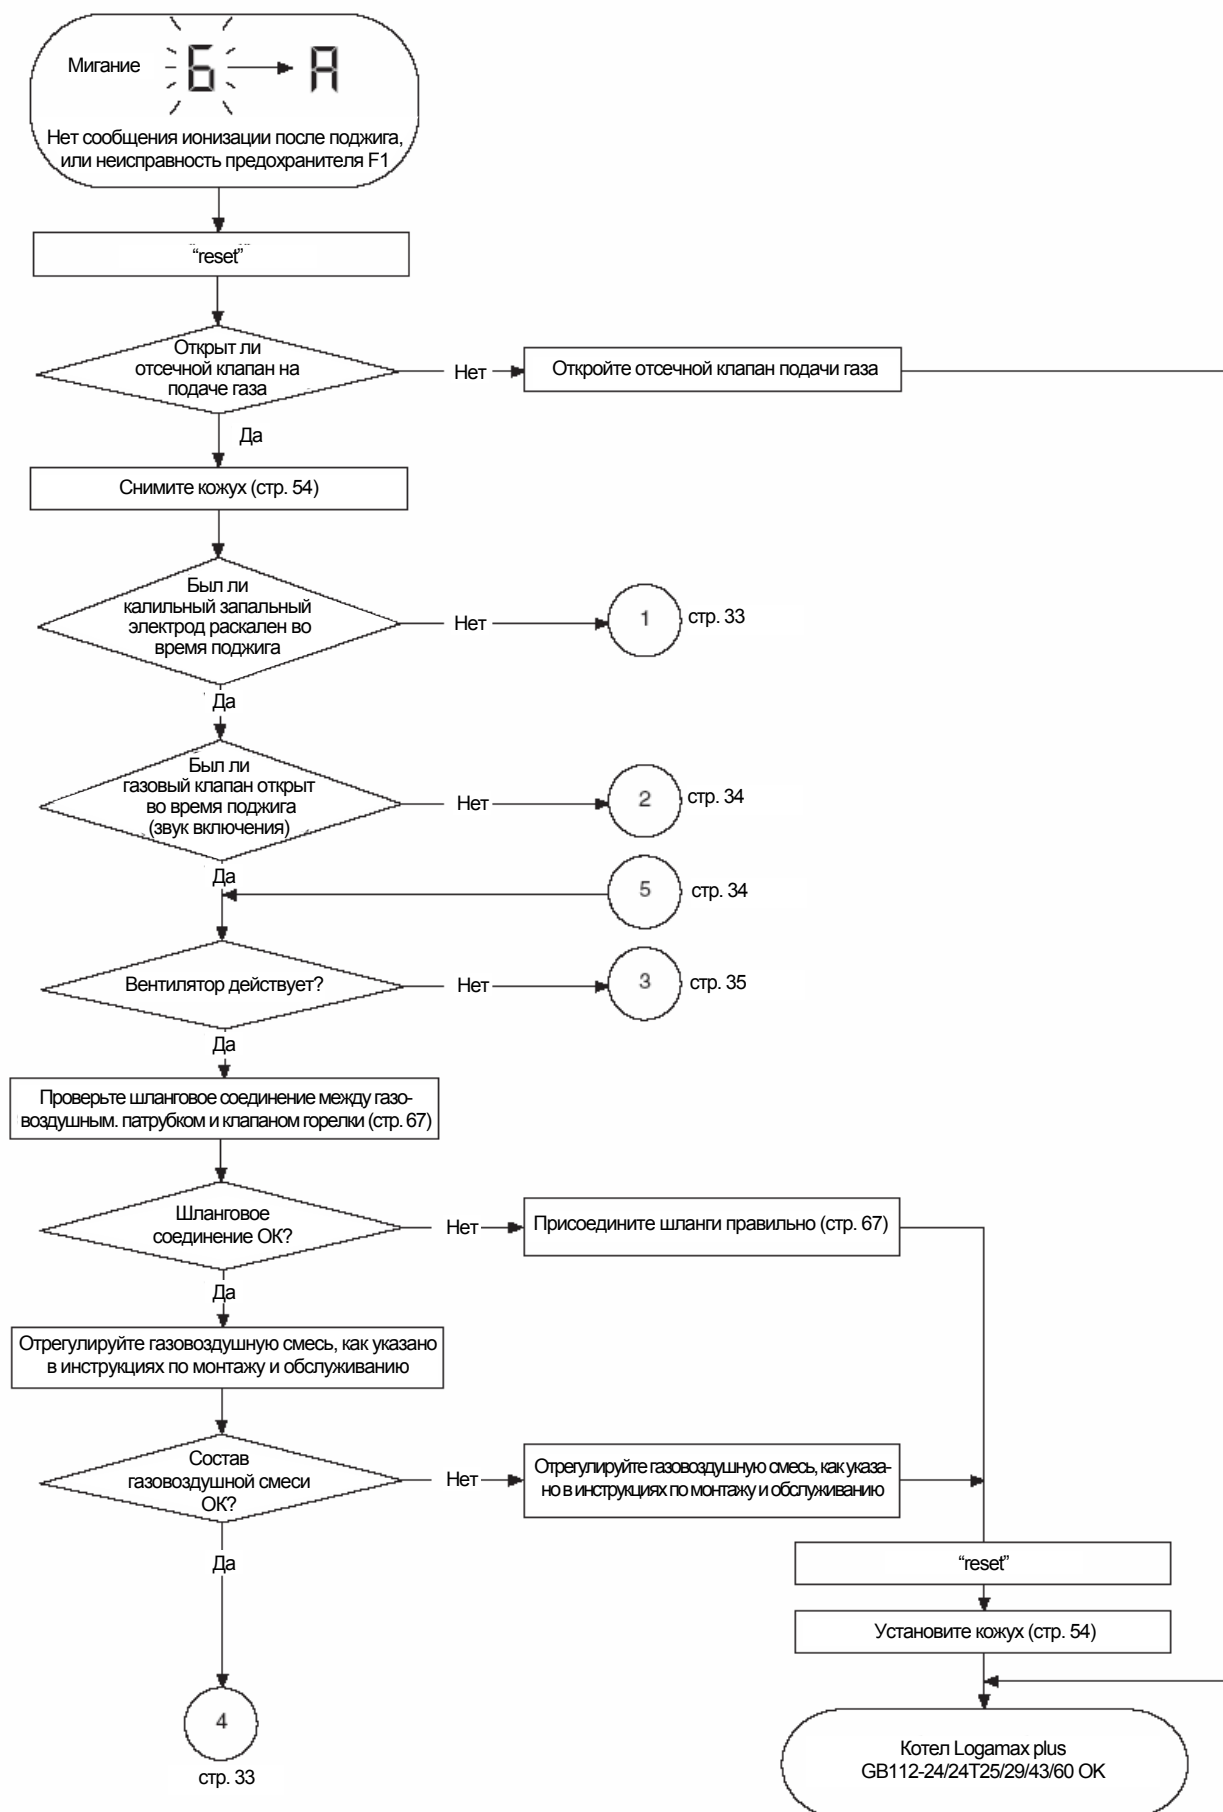 Мигание
6 A
Нет сообщения ионизации после поджига,
или неисправность предохранителя F1
“reset”
Открыт ли
отсечной клапан на
подаче газа
Нет
Откройте отсечной клапан подачи газа
Да
Снимите кожух (стр. 54)
Был ли
калильный запальный
электрод раскален во
время поджига
Нет
1
стр. 33
Да
Был ли
газовый клапан открыт
во время поджига
(звук включения)
Нет
2
стр. 34
Да
5
стр. 34
Вентилятор действует?
Нет
3
стр. 35
Да
Проверьте шланговое соединение между газо-
воздушным. патрубком и клапаном горелки (стр. 67)
Шланговое
соединение ОК?
Нет
Присоедините шланги правильно (стр. 67)
Да
Отрегулируйте газовоздушную смесь, как указано
в инструкциях по монтажу и обслуживанию
Состав
газовоздушной смеси
ОК?
Нет
Отрегулируйте газовоздушную смесь, как указа-
но в инструкциях по монтажу и обслуживанию
Да
“reset”
Установите кожух (стр. 54)
4
стр. 33
Котел Logamax plus
GB112-24/24T25/29/43/60 OK